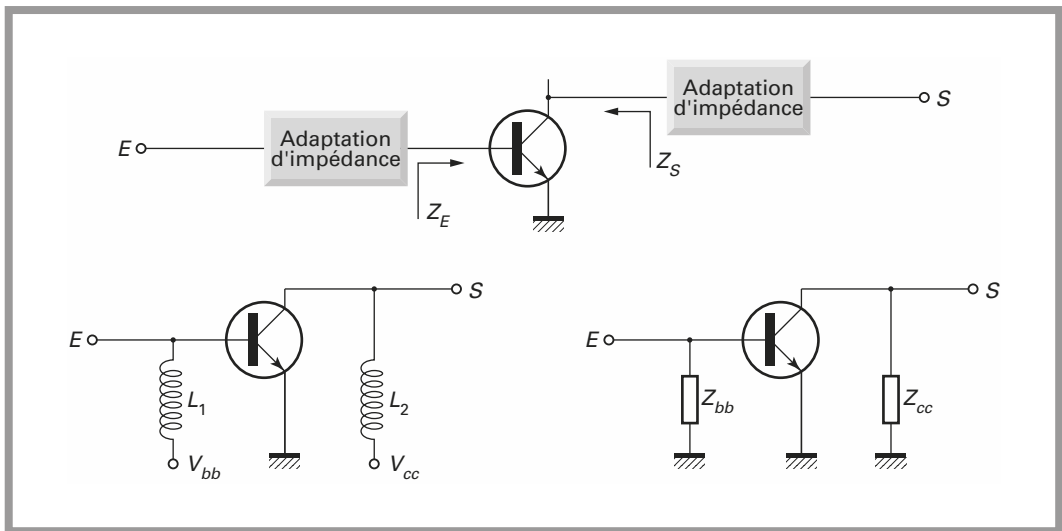 Adaptation
d'impédance
E
Z_E
Adaptation
d'impédance
Z_S
S
E
L_1
V_bb
L_2
V_cc
S
E
Z_bb
Z_cc
S